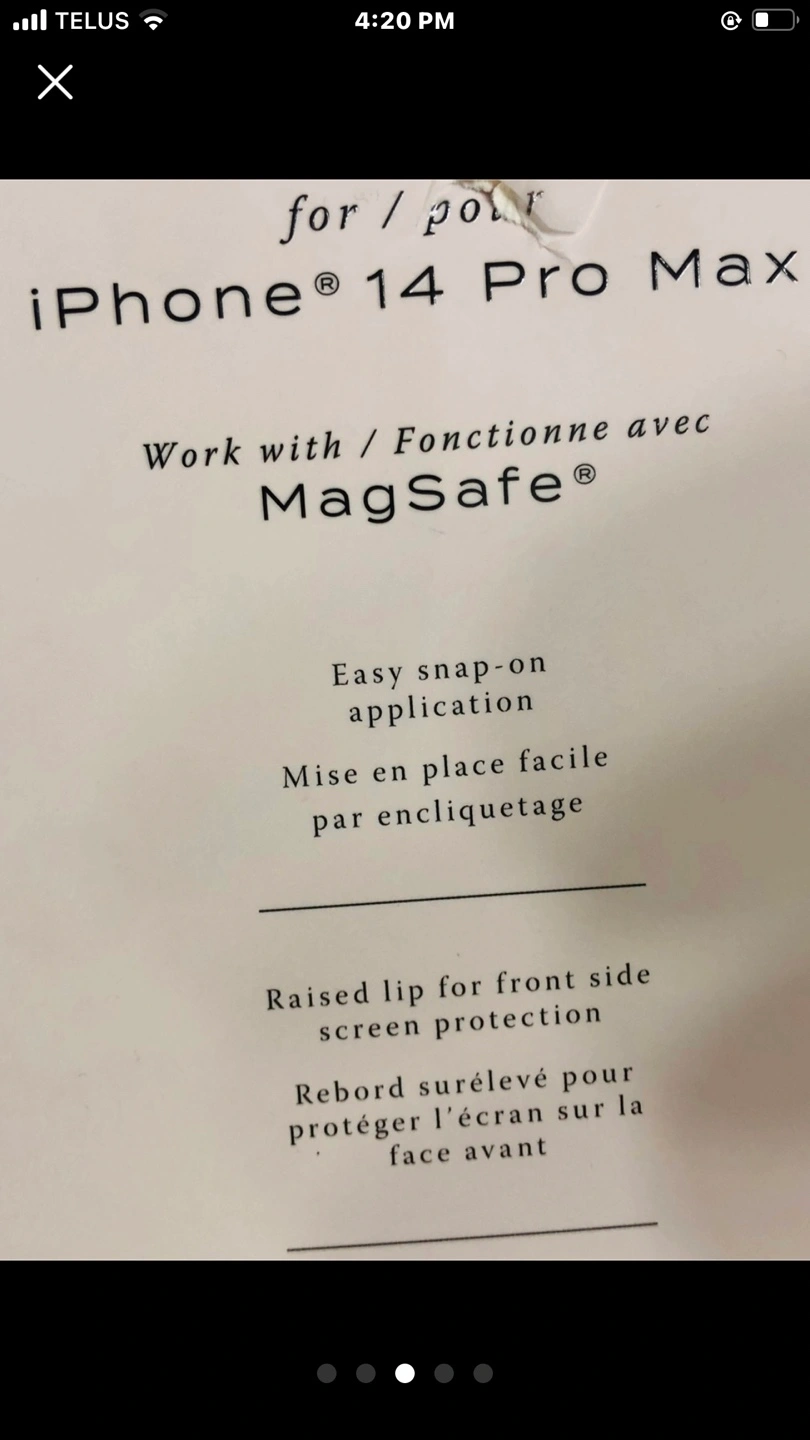 TELUS
4:20 PM
for / pour
iPhone® 14 Pro Max
Work with / Fonctionne avec
MagSafe®
Easy snap-on
application
Mise en place facile
par encliquetage
Raised lip for front side
screen protection
Rebord surélevé pour
protéger l'écran sur la
face avant